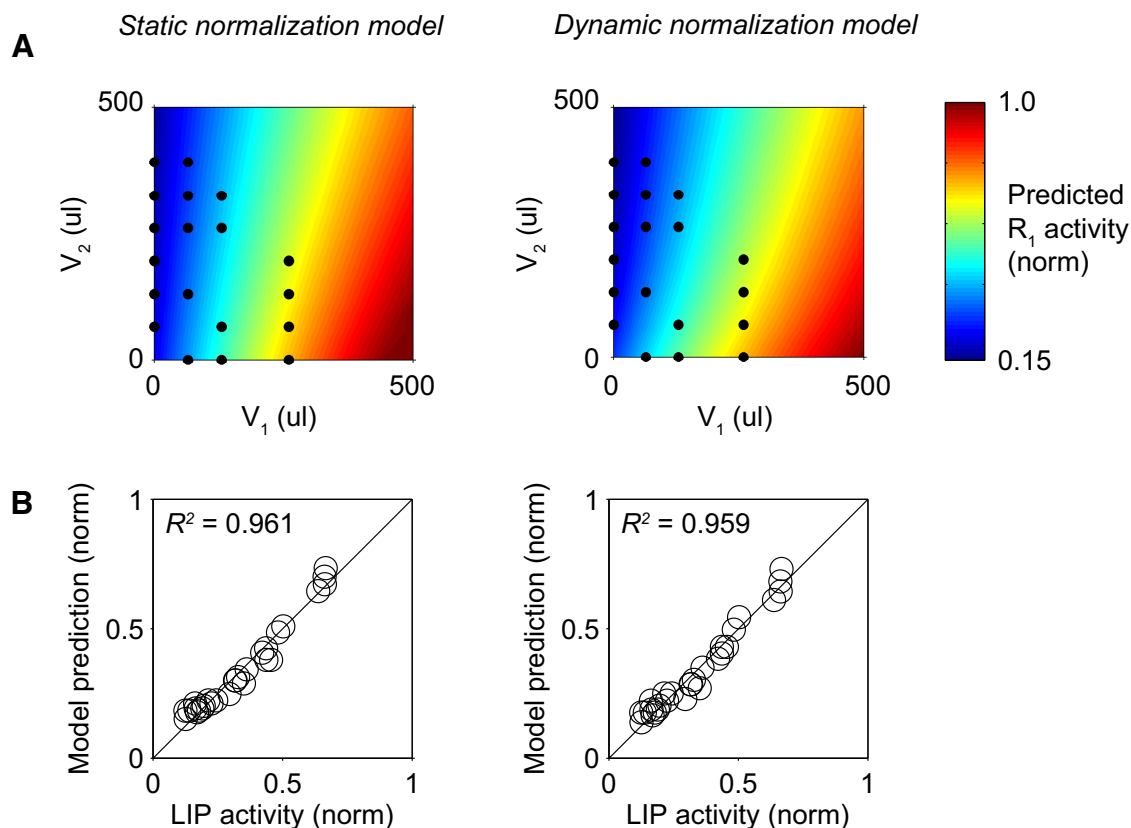 Static normalization model
Dynamic normalization model
A
500
V2 (ul)
0
0
500
V1 (ul)
500
V2 (ul)
0
0
500
V1 (ul)
1.0
Predicted
R1 activity
(norm)
0.15
B
Model prediction (norm)
1
0.5
0
R2 = 0.961
0
0.5
1
LIP activity (norm)
Model prediction (norm)
1
0.5
0
R2 = 0.959
0
0.5
1
LIP activity (norm)